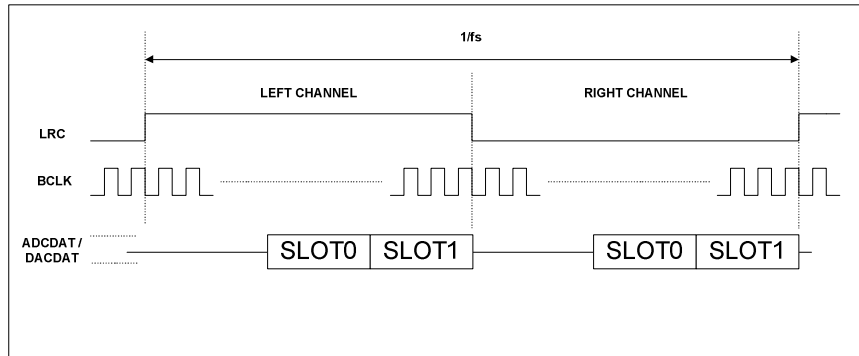 1/fs
LEFT CHANNEL
RIGHT CHANNEL
LRC
BCLK
ADCDAT /
DACDAT
SLOT0
SLOT1
SLOT0
SLOT1